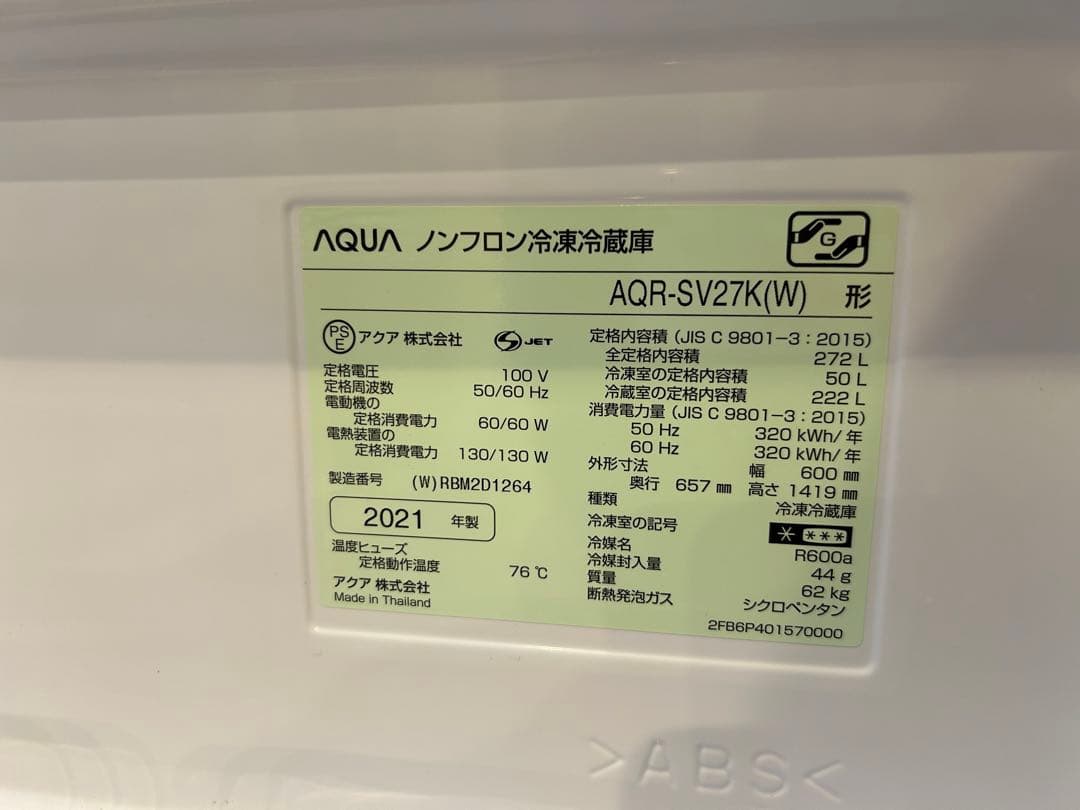 AQUA ノンフロン冷凍冷蔵庫
G
AQR-SV27K(W) 形
PS E アクア 株式会社 S JET
定格電圧 100 V
定格周波数 50/60 Hz
電動機の
定格消費電力 60/60 W
電熱装置の
定格消費電力 130/130 W
製造番号 (W)RBM2D1264
2021 年製
温度ヒューズ
定格動作温度 76 ℃
アクア 株式会社
Made in Thailand
定格内容積 (JIS C 9801-3:2015)
全定格内容積 272 L
冷凍室の定格内容積 50 L
冷蔵室の定格内容積 222 L
消費電力量 (JIS C 9801-3:2015)
50 Hz 320 kWh/年
60 Hz 320 kWh/年
外形寸法 幅 600 ㎜
奥行 657 ㎜ 高さ 1419 ㎜
種類 冷凍冷蔵庫
冷凍室の記号 * ***
冷媒名 R600a
冷媒封入量 44 g
質量 62 kg
断熱発泡ガス シクロペンタン
2FB6P401570000
>ABS<